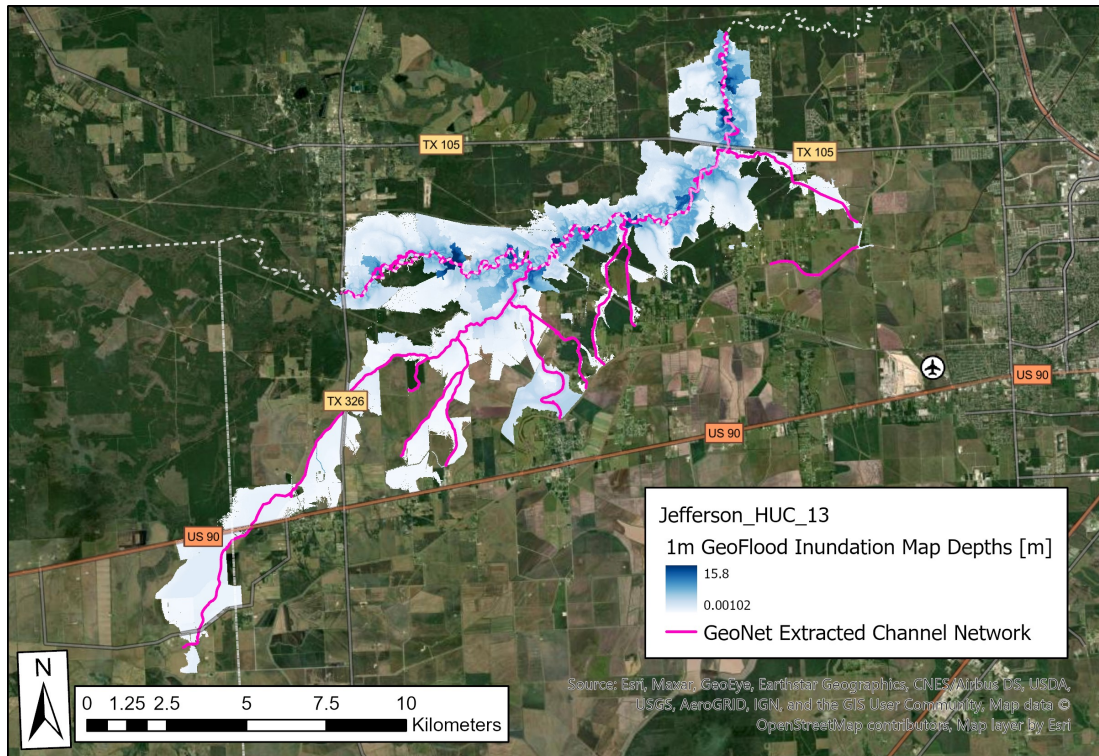 TX 105
TX 105
TX 326
US 90
US 90
US 90
Jefferson_HUC_13
1m GeoFlood Inundation Map Depths [m]
15.8
0.00102
GeoNet Extracted Channel Network
N
0 1.25 2.5 5 7.5 10
Kilometers
Source: Esri, Maxar, GeoEye, Earthstar Geographics, CNES/Airbus DS, USDA,
USGS, AeroGRID, IGN, and the GIS User Community, Map data ©
OpenStreetMap contributors, Map layer by Esri